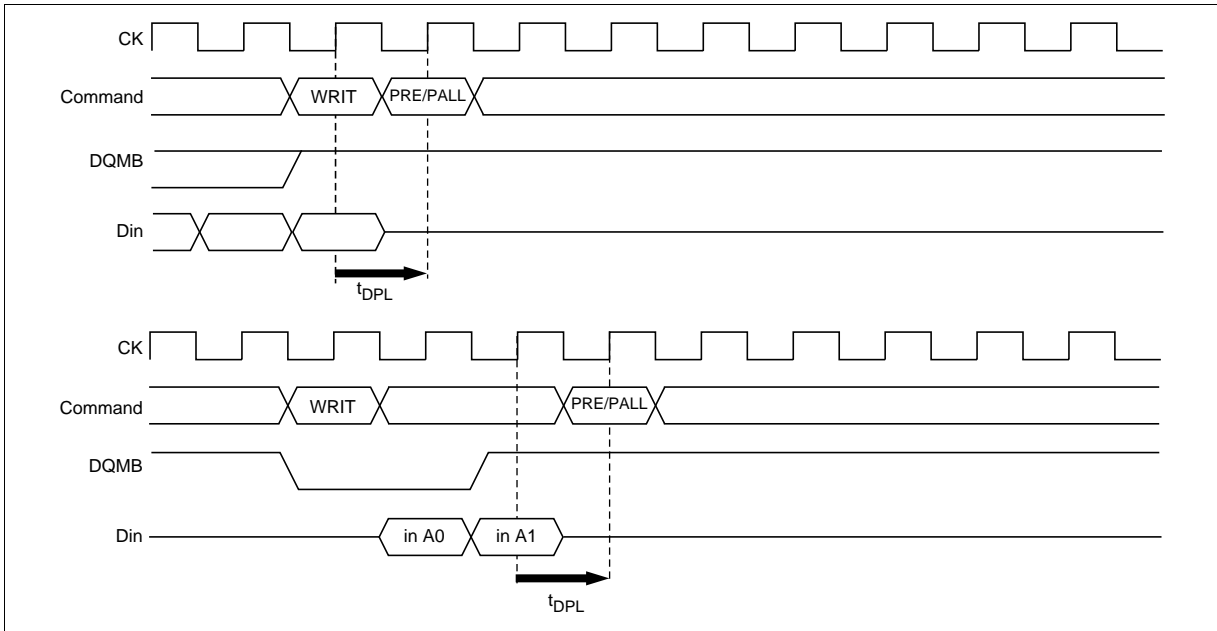 CK
Command WRIT PRE/PALL
DQMB
Din
tDPL
CK
Command WRIT PRE/PALL
DQMB
Din in A0 in A1
tDPL